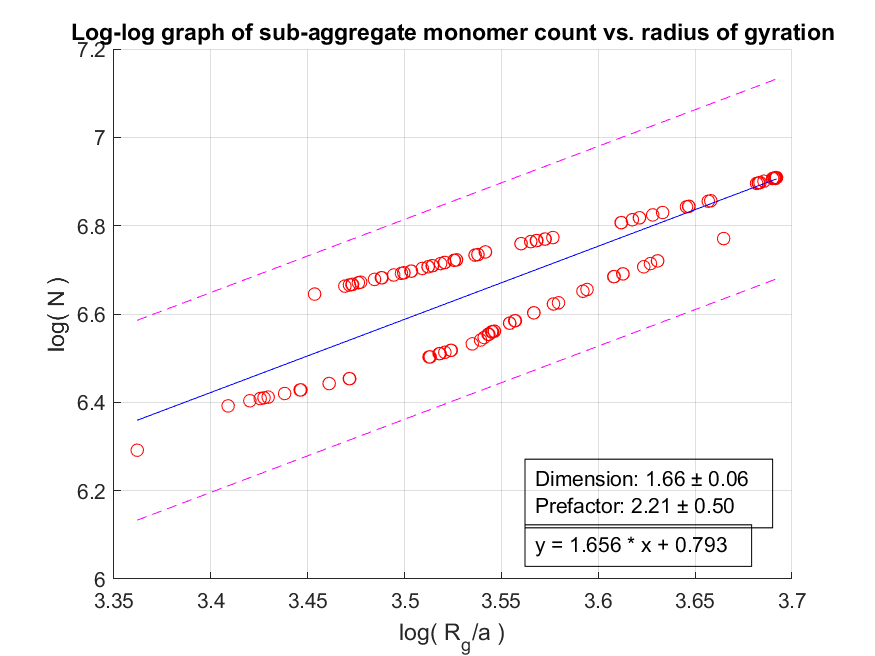 Log-log graph of sub-aggregate monomer count vs. radius of gyration
7.2
7
6.8
6.6
6.4
6.2
6
log( N )
Dimension: 1.66 ± 0.06
Prefactor: 2.21 ± 0.50
y = 1.656 * x + 0.793
3.35 3.4 3.45 3.5 3.55 3.6 3.65 3.7
log( R_g/a )